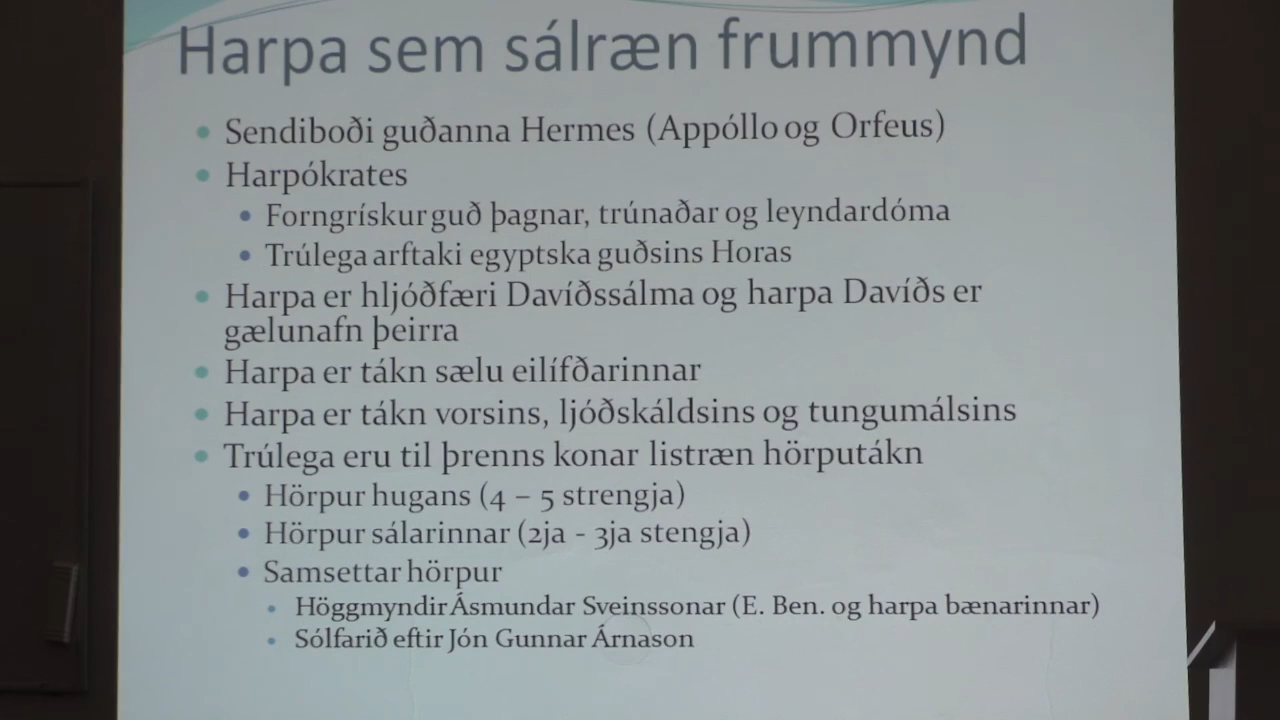 Harpa sem sálræn frummynd
Sendiboði guðanna Hermes (Appóllo og Orfeus)
Harpókrates
Forngrískur guð þagnar, trúnaðar og leyndardóma
Trúlega arftaki egyptska guðsins Horas
Harpa er hljóðfæri Davíðssálma og harpa Davíðs er
gælunafn þeirra
Harpa er tákn sælu eilífðarinnar
Harpa er tákn vorsins, ljóðskáldsins og tungumálsins
Trúlega eru til þrenns konar listræn hörputákn
Hörpur hugans (4 – 5 strengja)
Hörpur sálarinnar (2ja - 3ja stengja)
Samsettar hörpur
Höggmyndir Ásmundar Sveinssonar (E. Ben. og harpa bænarinnar)
Sólfarið eftir Jón Gunnar Árnason